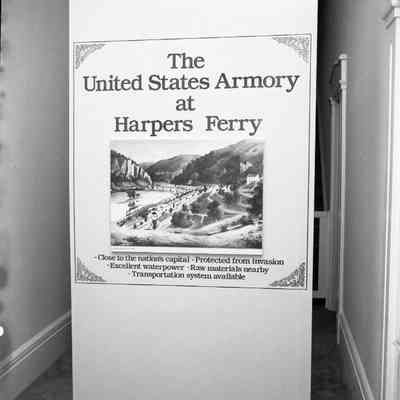 The
United States Armory
at
Harpers Ferry
· Close to the nation's capital · Protected from invasion
· Excellent waterpower · Raw materials nearby
· Transportation system available